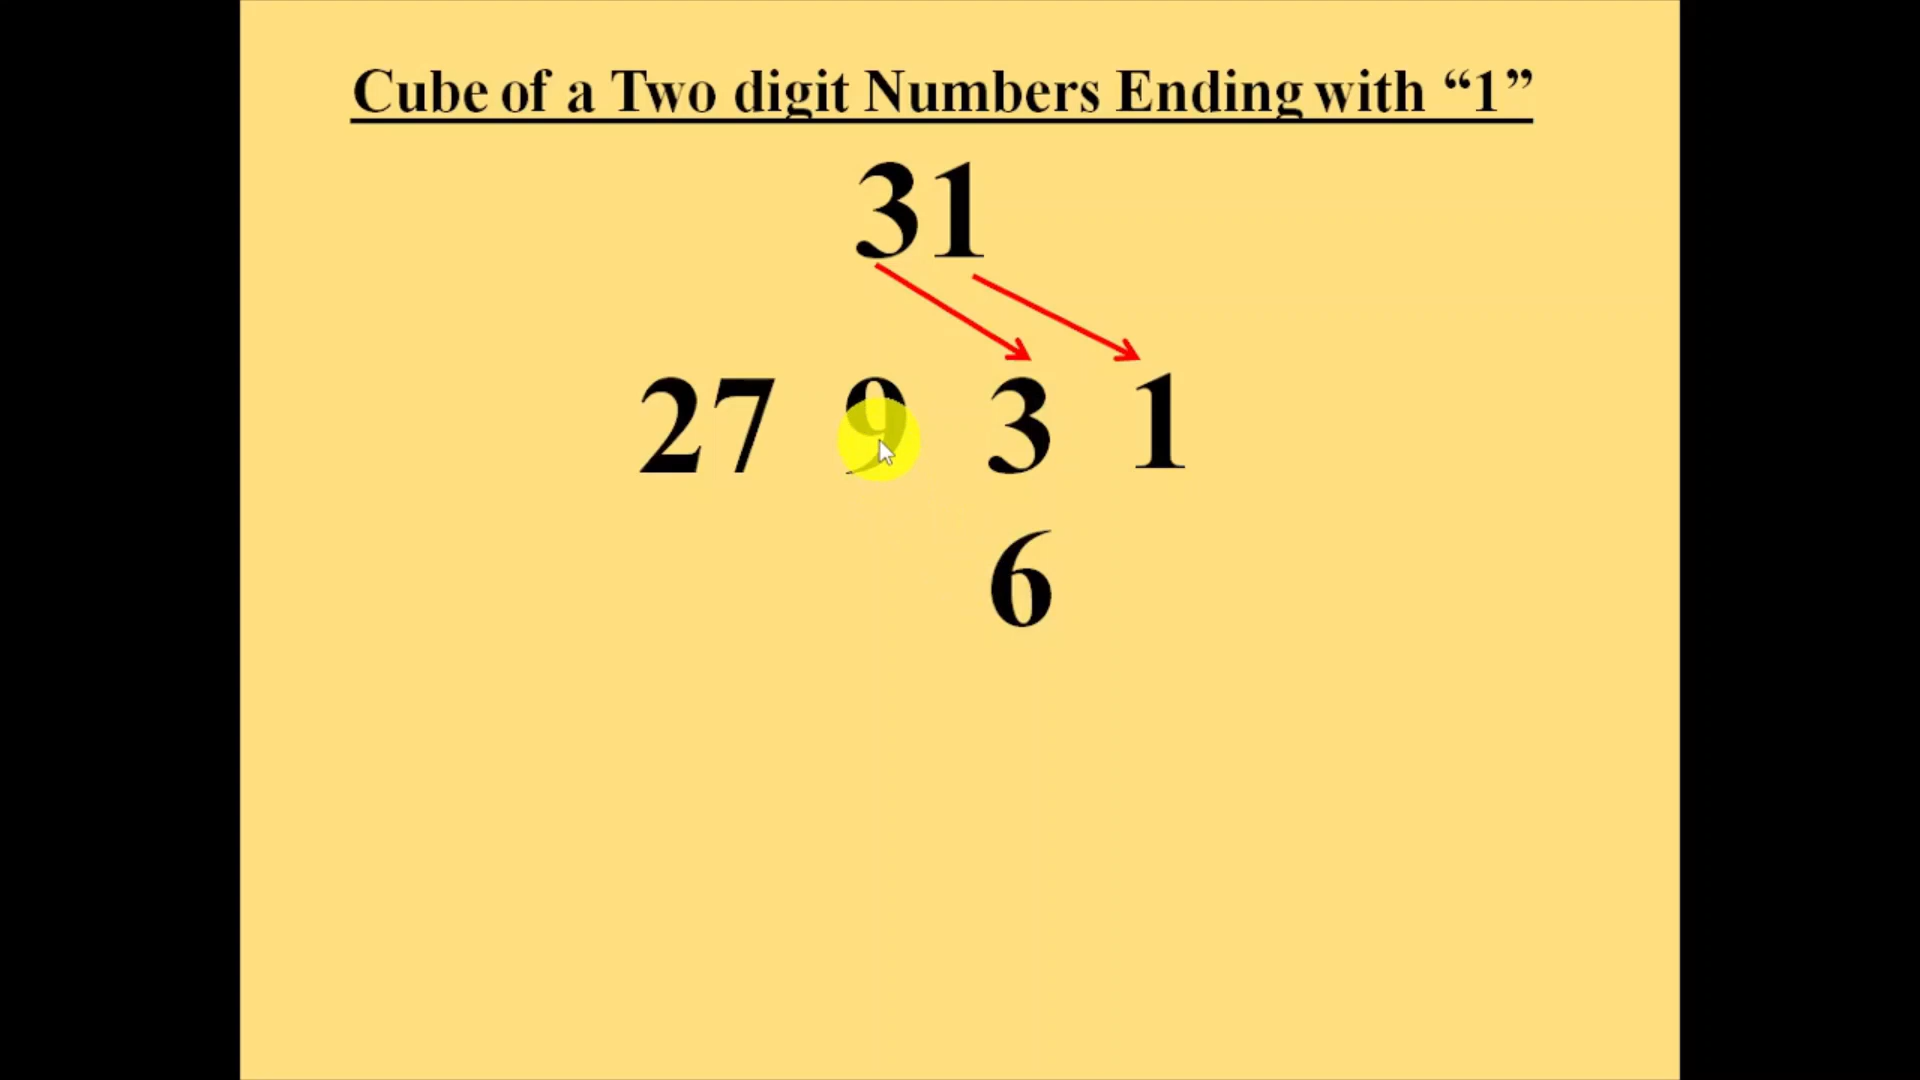 Cube of a Two digit Numbers Ending with “1”
31
27 9 3 1
6